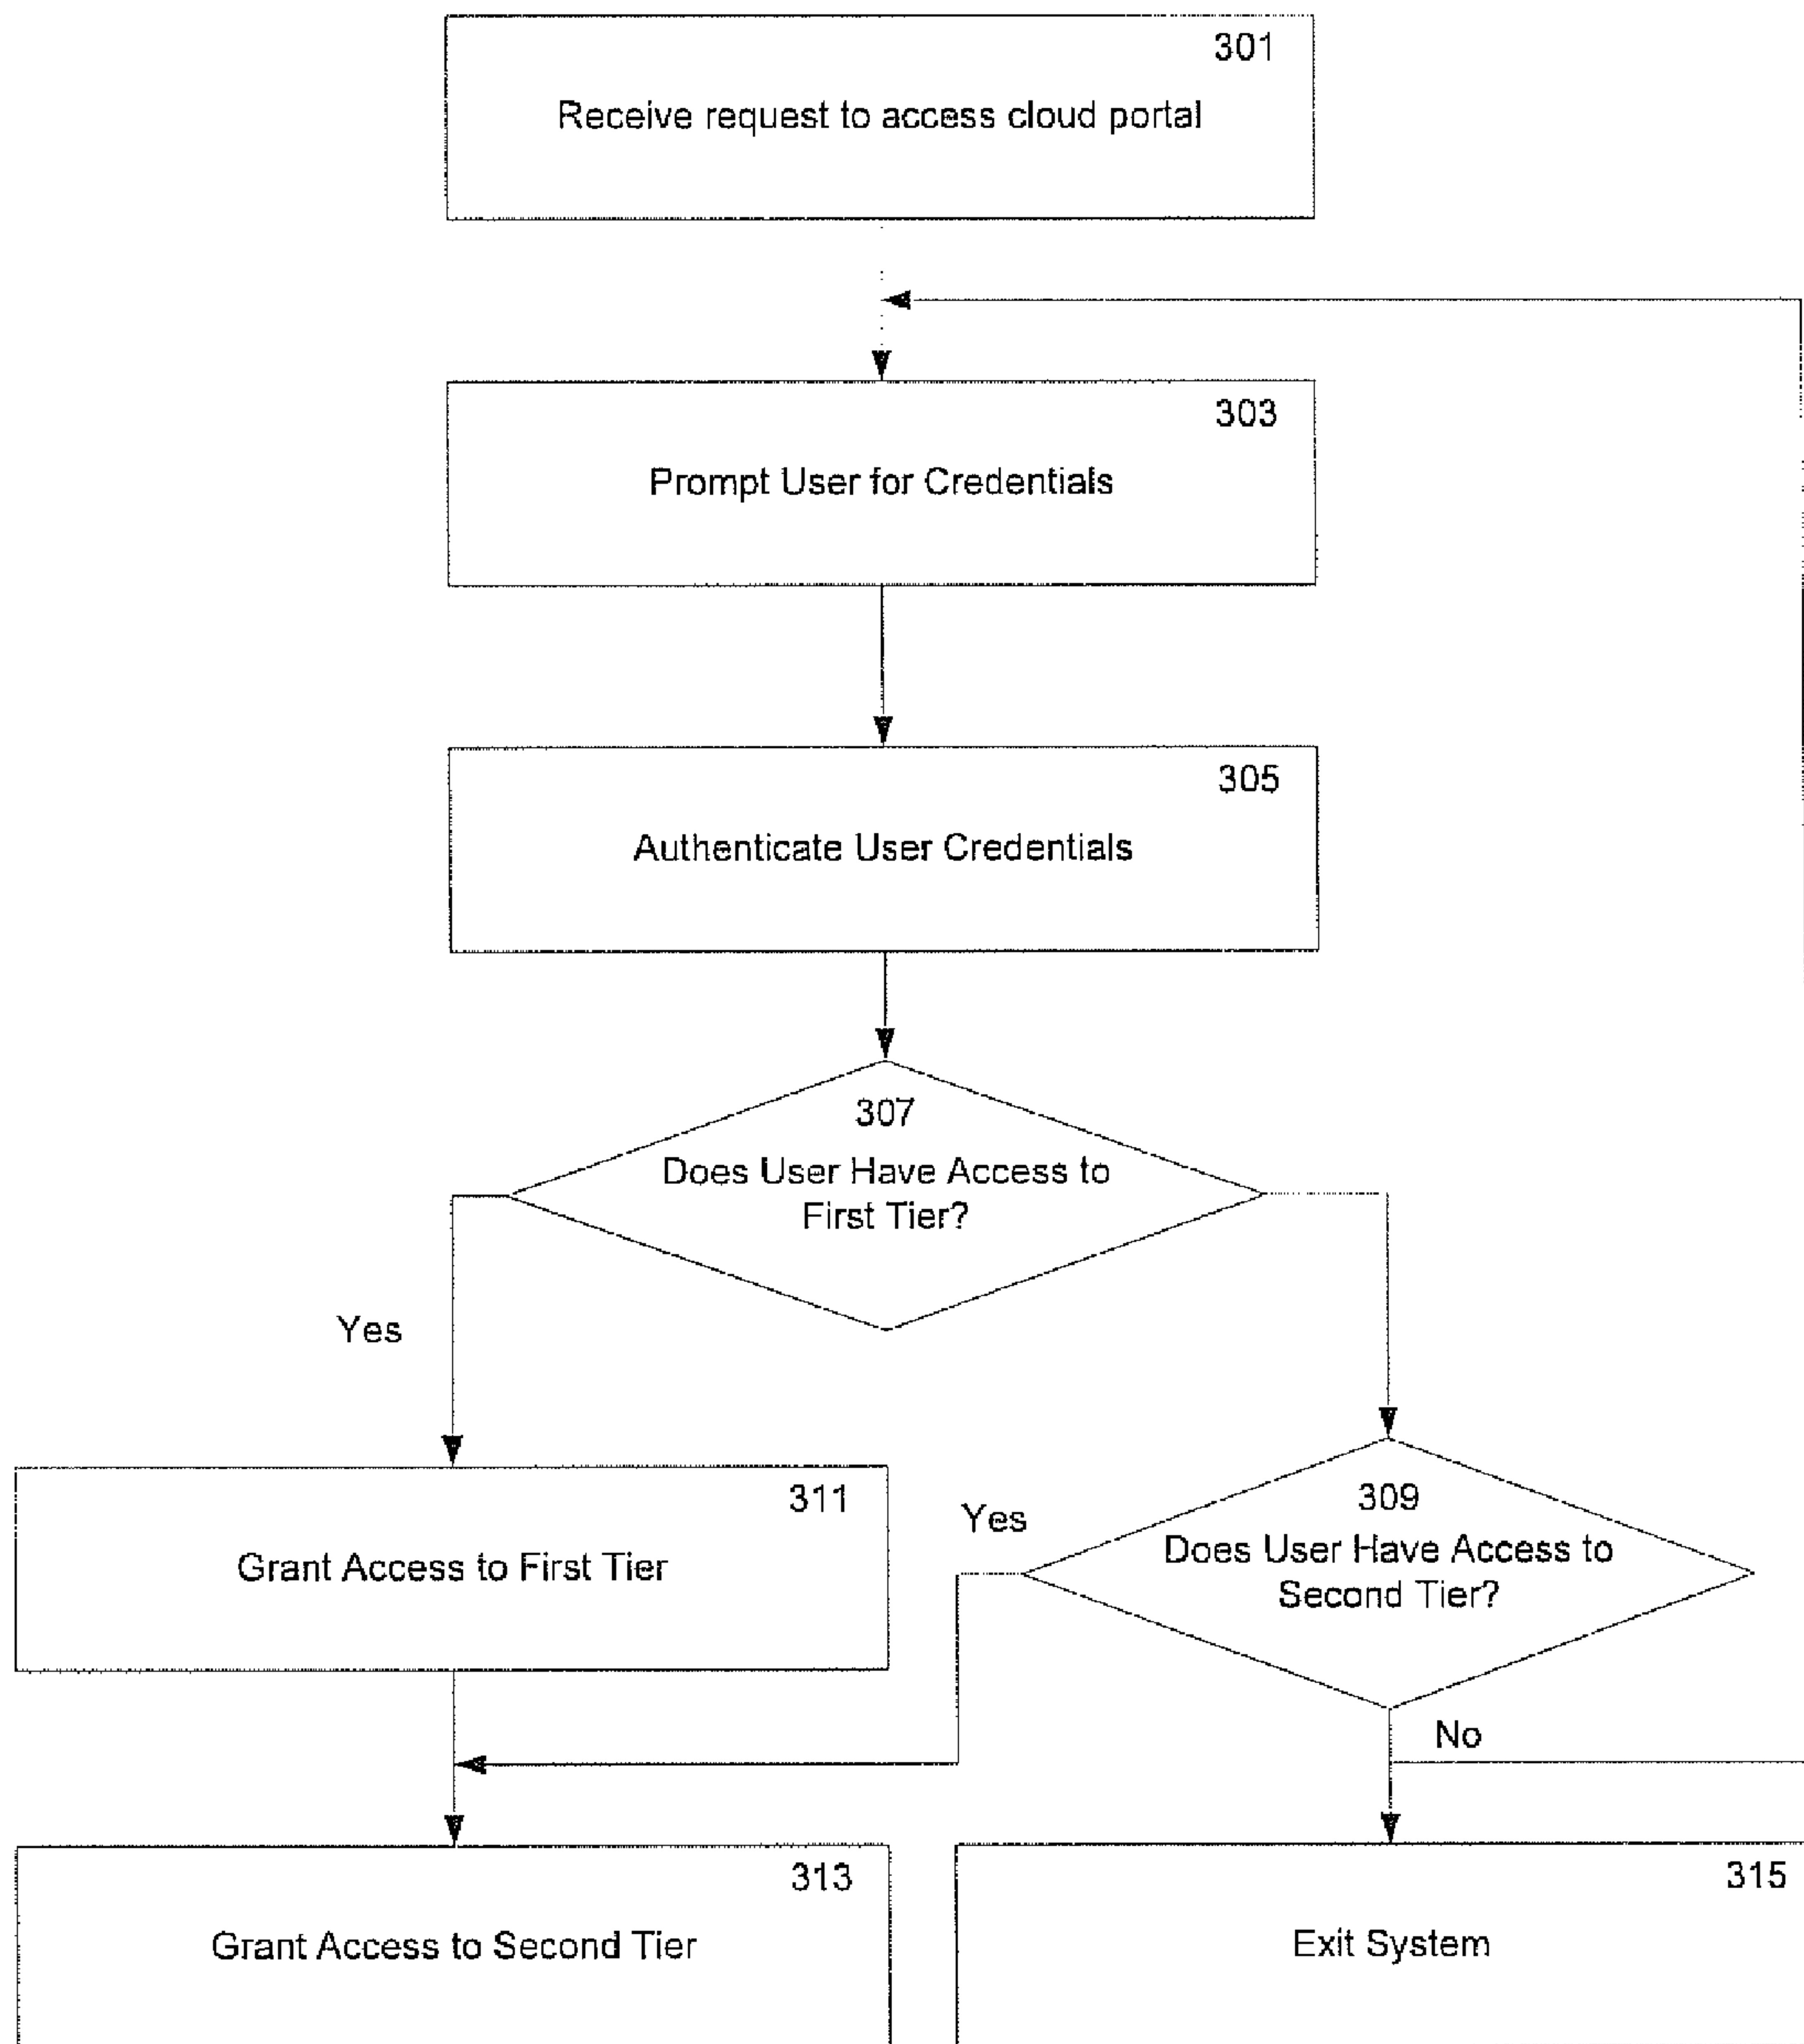 301
Receive request to access cloud portal
303
Prompt User for Credentials
305
Authenticate User Credentials
307
Does User Have Access to
First Tier?
Yes
311
Grant Access to First Tier
Yes
309
Does User Have Access to
Second Tier?
No
313
Grant Access to Second Tier
315
Exit System